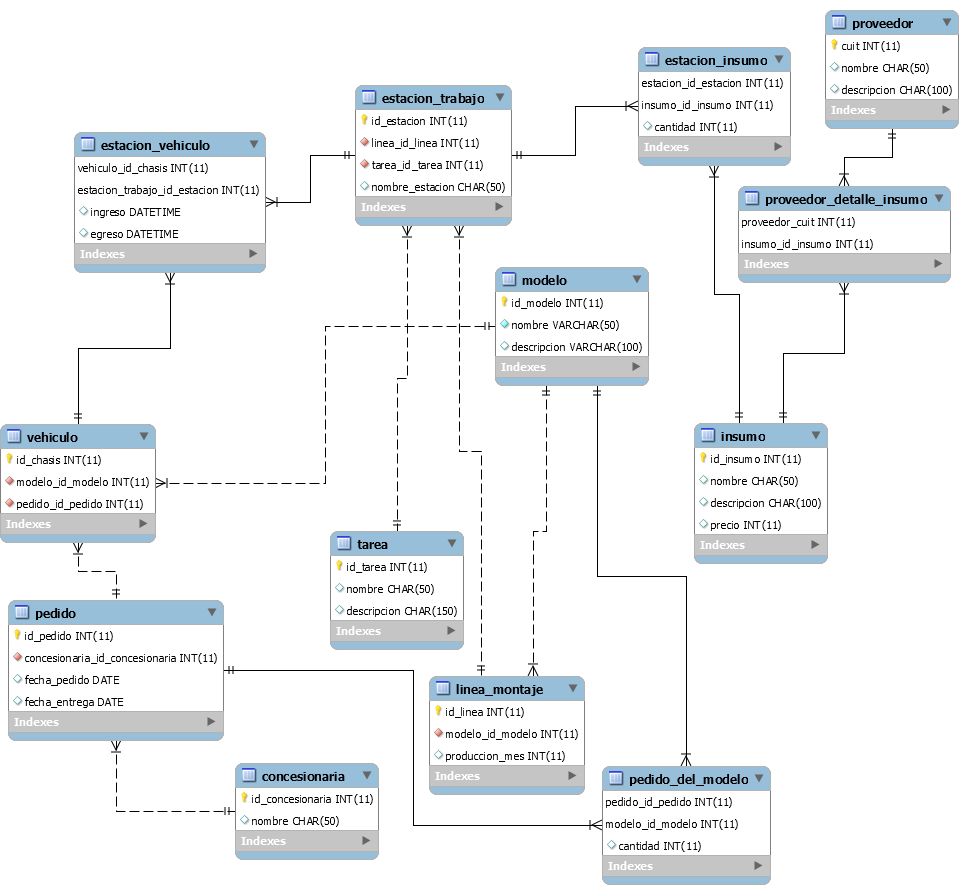 proveedor
cuit INT(11)
nombre CHAR(50)
descripcion CHAR(100)
Indexes
estacion_insumo
estacion_id_estacion INT(11)
insumo_id_insumo INT(11)
cantidad INT(11)
Indexes
estacion_trabajo
id_estacion INT(11)
linea_id_linea INT(11)
tarea_id_tarea INT(11)
nombre_estacion CHAR(50)
Indexes
estacion_vehiculo
vehiculo_id_chasis INT(11)
estacion_trabajo_id_estacion INT(11)
ingreso DATETIME
egreso DATETIME
Indexes
proveedor_detalle_insumo
proveedor_cuit INT(11)
insumo_id_insumo INT(11)
Indexes
modelo
id_modelo INT(11)
nombre VARCHAR(50)
descripcion VARCHAR(100)
Indexes
vehiculo
id_chasis INT(11)
modelo_id_modelo INT(11)
pedido_id_pedido INT(11)
Indexes
insumo
id_insumo INT(11)
nombre CHAR(50)
descripcion CHAR(100)
precio INT(11)
Indexes
tarea
id_tarea INT(11)
nombre CHAR(50)
descripcion CHAR(150)
Indexes
pedido
id_pedido INT(11)
concesionaria_id_concesionaria INT(11)
fecha_pedido DATE
fecha_entrega DATE
Indexes
linea_montaje
id_linea INT(11)
modelo_id_modelo INT(11)
produccion_mes INT(11)
Indexes
concesionaria
id_concesionaria INT(11)
nombre CHAR(50)
Indexes
pedido_del_modelo
pedido_id_pedido INT(11)
modelo_id_modelo INT(11)
cantidad INT(11)
Indexes